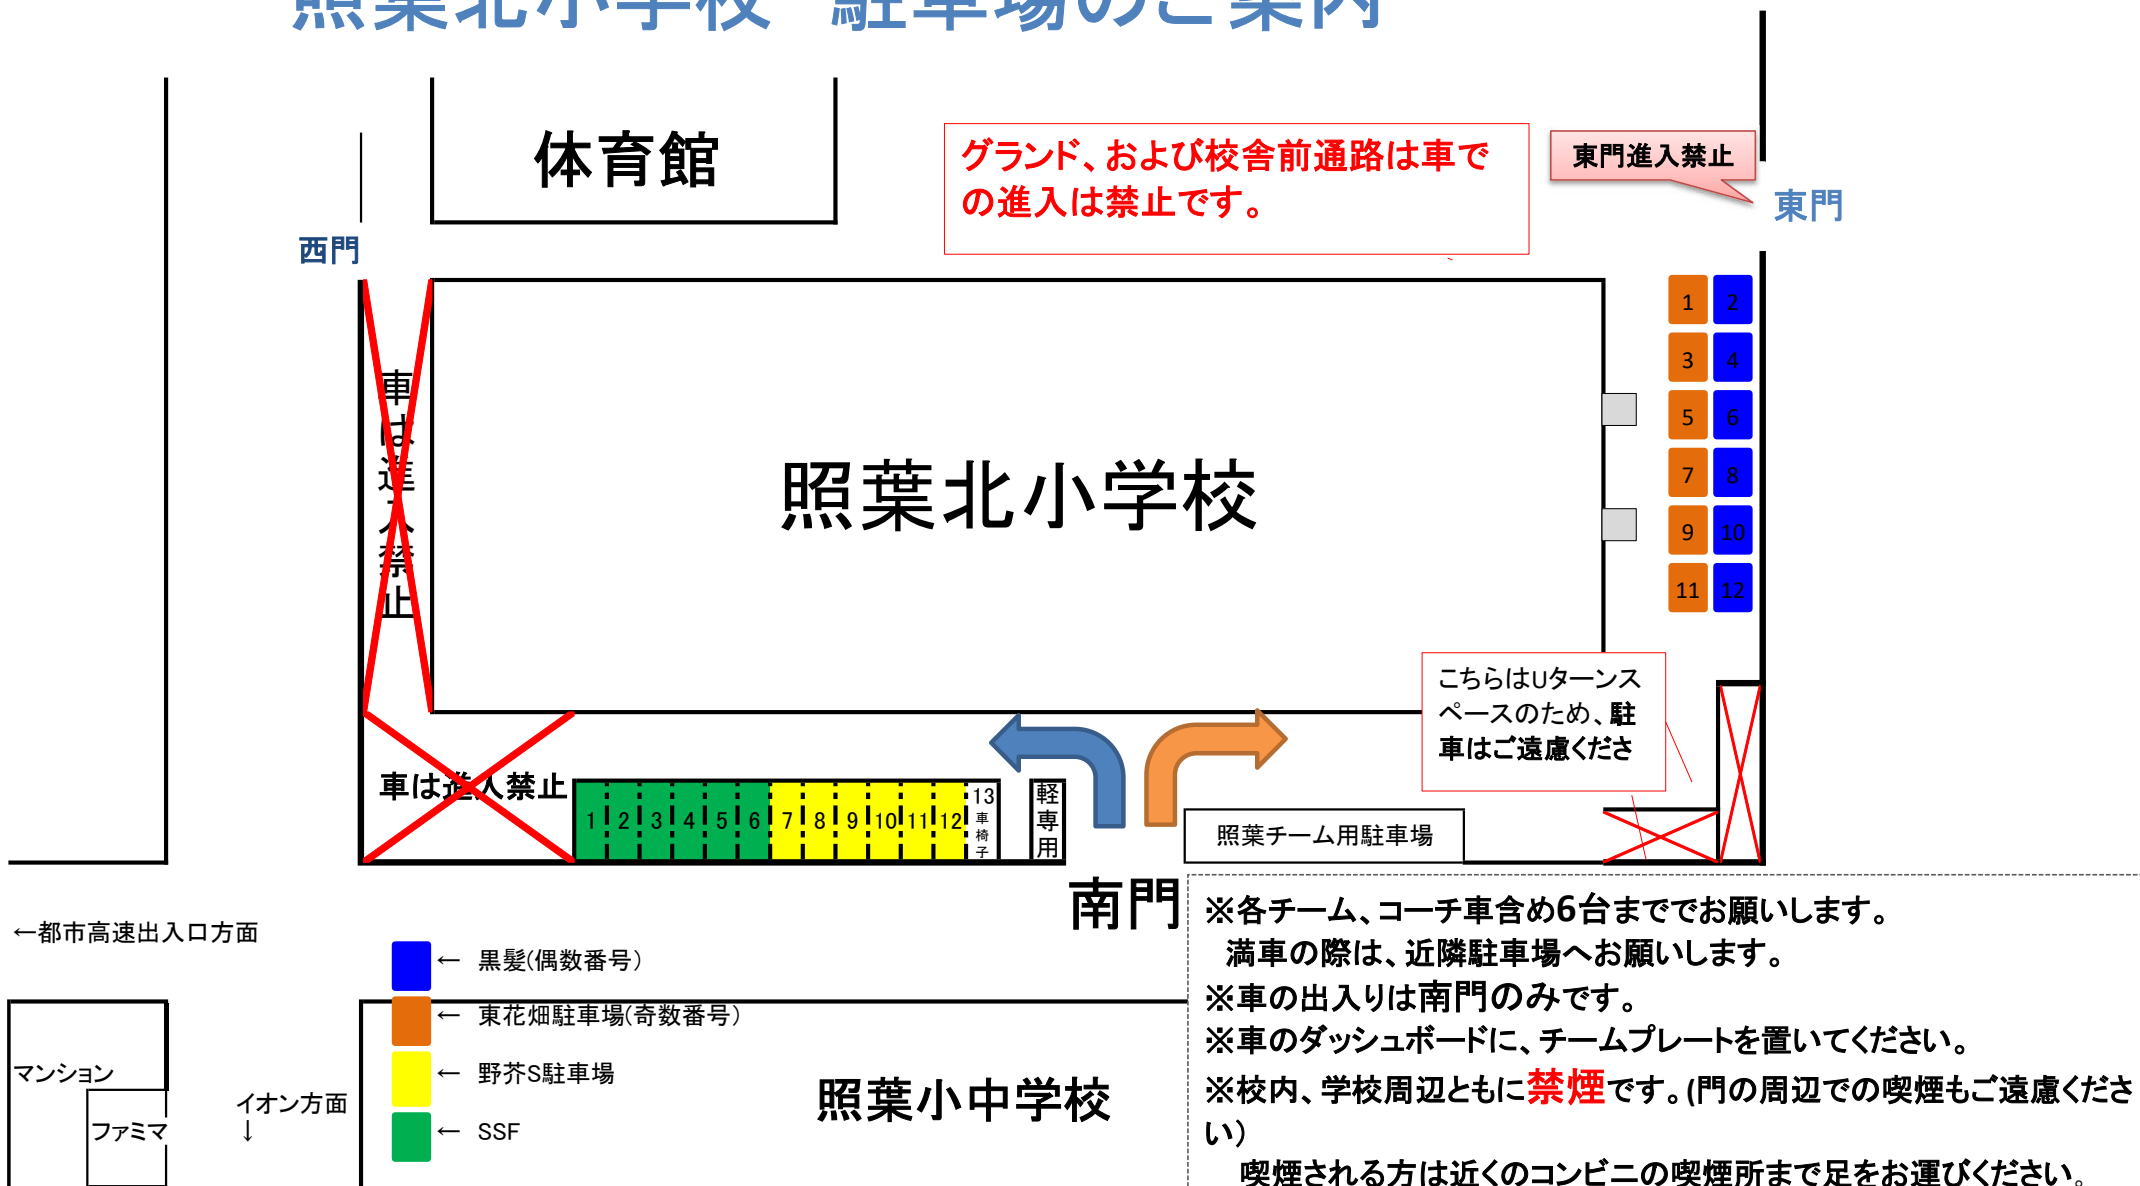 照葉北小学校 駐車場のご案内
体育館
グランド、および校舎前通路は車で
の進入は禁止です。
東門進入禁止
東門
西門
1 2
3 4
5 6
7 8
9 10
11 12
車は進入禁止
照葉北小学校
こちらはUターンス
ペースのため、駐
車はご遠慮くださ
車は進入禁止
1 2 3 4 5 6 7 8 9 10 11 12 13車椅子
軽専用
照葉チーム用駐車場
南門
←都市高速出入口方面
← 黒髪(偶数番号)
← 東花畑駐車場(奇数番号)
← 野芥S駐車場
← SSF
マンション
ファミマ
イオン方面
↓
照葉小中学校
※各チーム、コーチ車含め6台まででお願いします。
満車の際は、近隣駐車場へお願いします。
※車の出入りは南門のみです。
※車のダッシュボードに、チームプレートを置いてください。
※校内、学校周辺ともに禁煙です。(門の周辺での喫煙もご遠慮くださ
い)
喫煙される方は近くのコンビニの喫煙所まで足をお運びください。